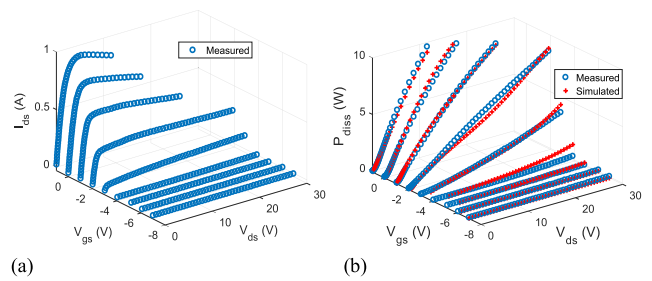 1
0.5
0
I_ds (A)
Measured
0
-2
-4
-6
-8
V_gs (V)
0
10
20
30
V_ds (V)
(a)
10
5
0
P_diss (W)
Measured
Simulated
0
-2
-4
-6
-8
V_gs (V)
0
10
20
30
V_ds (V)
(b)